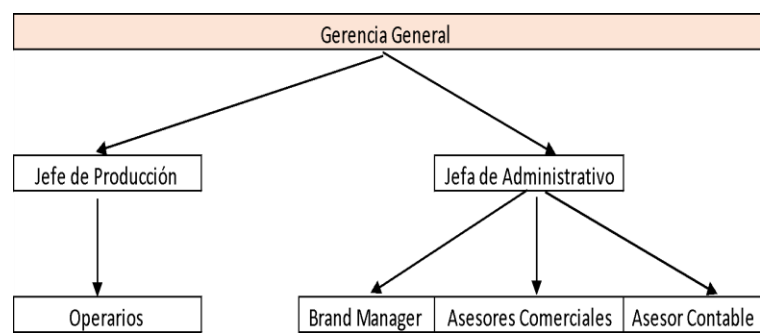 Gerencia General
Jefe de Producción
Jefa de Administrativo
Operarios
Brand Manager
Asesores Comerciales
Asesor Contable